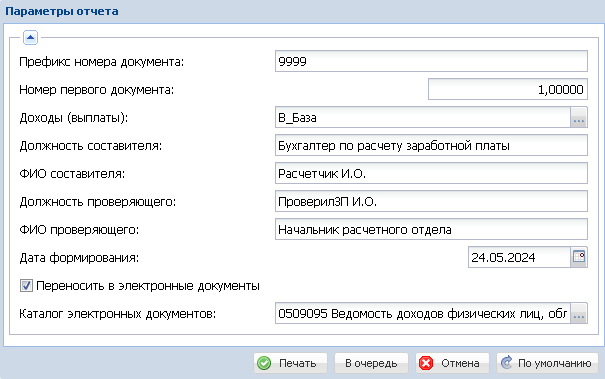 Параметры отчета
Префикс номера документа: 9999
Номер первого документа: 1,00000
Доходы (выплаты): В_База ...
Должность составителя: Бухгалтер по расчету заработной платы
ФИО составителя: Расчетчик И.О.
Должность проверяющего: ПроверилЗП И.О.
ФИО проверяющего: Начальник расчетного отдела
Дата формирования: 24.05.2024
Переносить в электронные документы
Каталог электронных документов: 0509095 Ведомость доходов физических лиц, обл ...
Печать В очередь Отмена По умолчанию